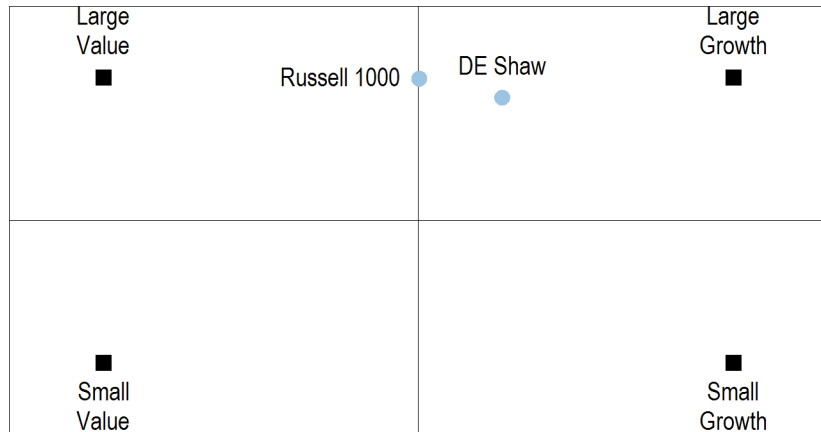 Large
Value
Large
Growth
DE Shaw
Russell 1000
Small
Value
Small
Growth